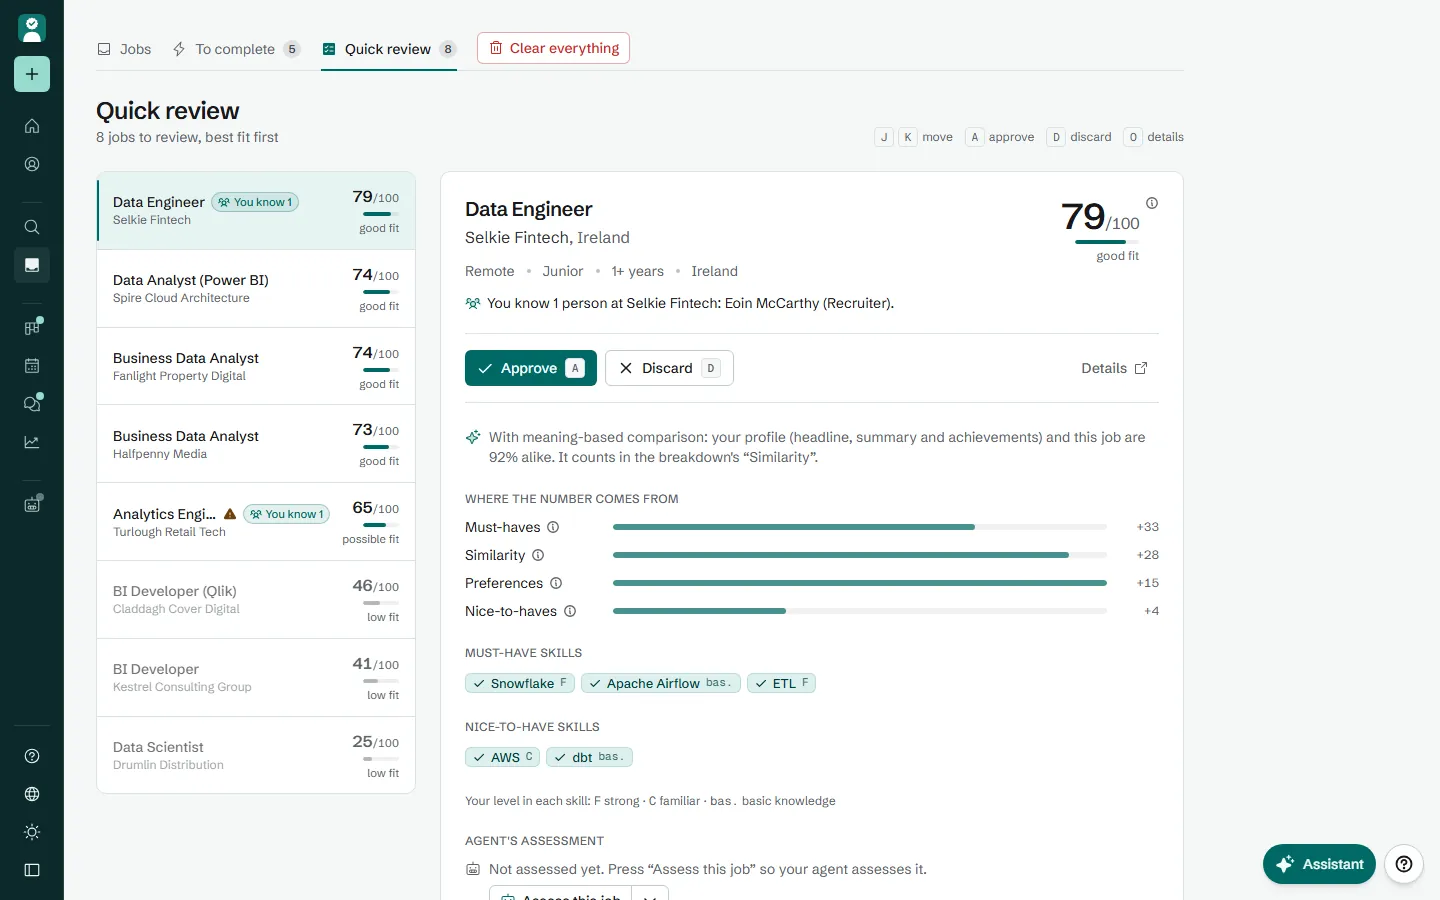 Jobs
To complete 5
Quick review 8
Clear everything
Quick review
8 jobs to review, best fit first
J K move A approve D discard O details
Data Engineer You know 1 79/100
Selkie Fintech good fit
Data Analyst (Power BI) 74/100
Spire Cloud Architecture good fit
Business Data Analyst 74/100
Fanlight Property Digital good fit
Business Data Analyst 73/100
Halfpenny Media good fit
Analytics Engi... You know 1 65/100
Turlough Retail Tech possible fit
BI Developer (Qlik) 46/100
Claddagh Cover Digital low fit
BI Developer 41/100
Kestrel Consulting Group low fit
Data Scientist 25/100
Drumlin Distribution low fit
Data Engineer
Selkie Fintech, Ireland
79/100
good fit
Remote • Junior • 1+ years • Ireland
You know 1 person at Selkie Fintech: Eoin McCarthy (Recruiter).
Approve A
Discard D
Details
With meaning-based comparison: your profile (headline, summary and achievements) and this job are
92% alike. It counts in the breakdown's “Similarity”.
WHERE THE NUMBER COMES FROM
Must-haves +33
Similarity +28
Preferences +15
Nice-to-haves +4
MUST-HAVE SKILLS
Snowflake F Apache Airflow bas. ETL F
NICE-TO-HAVE SKILLS
AWS C dbt bas.
Your level in each skill: F strong · C familiar · bas. basic knowledge
AGENT'S ASSESSMENT
Not assessed yet. Press “Assess this job” so your agent assesses it.
Assess this job
Assistant